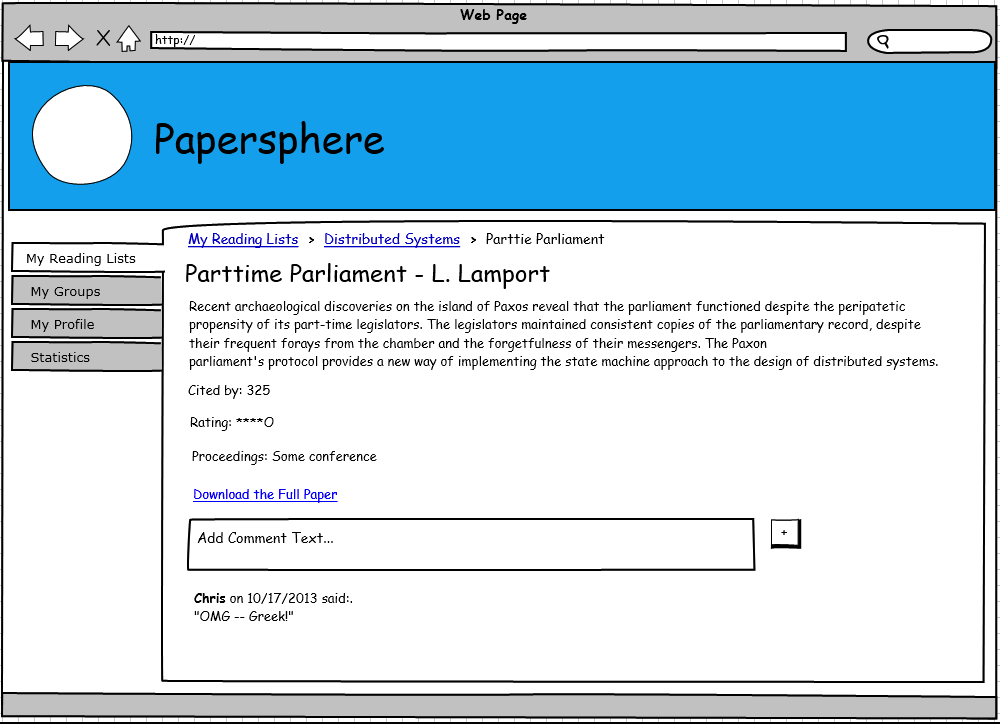 Web Page
http://
Papersphere
My Reading Lists > Distributed Systems > Parttie Parliament
My Reading Lists
My Groups
My Profile
Statistics
Parttime Parliament - L. Lamport
Recent archaeological discoveries on the island of Paxos reveal that the parliament functioned despite the peripatetic
propensity of its part-time legislators. The legislators maintained consistent copies of the parliamentary record, despite
their frequent forays from the chamber and the forgetfulness of their messengers. The Paxon
parliament's protocol provides a new way of implementing the state machine approach to the design of distributed systems.
Cited by: 325
Rating: ****O
Proceedings: Some conference
Download the Full Paper
Add Comment Text...
+
Chris on 10/17/2013 said:.
"OMG -- Greek!"